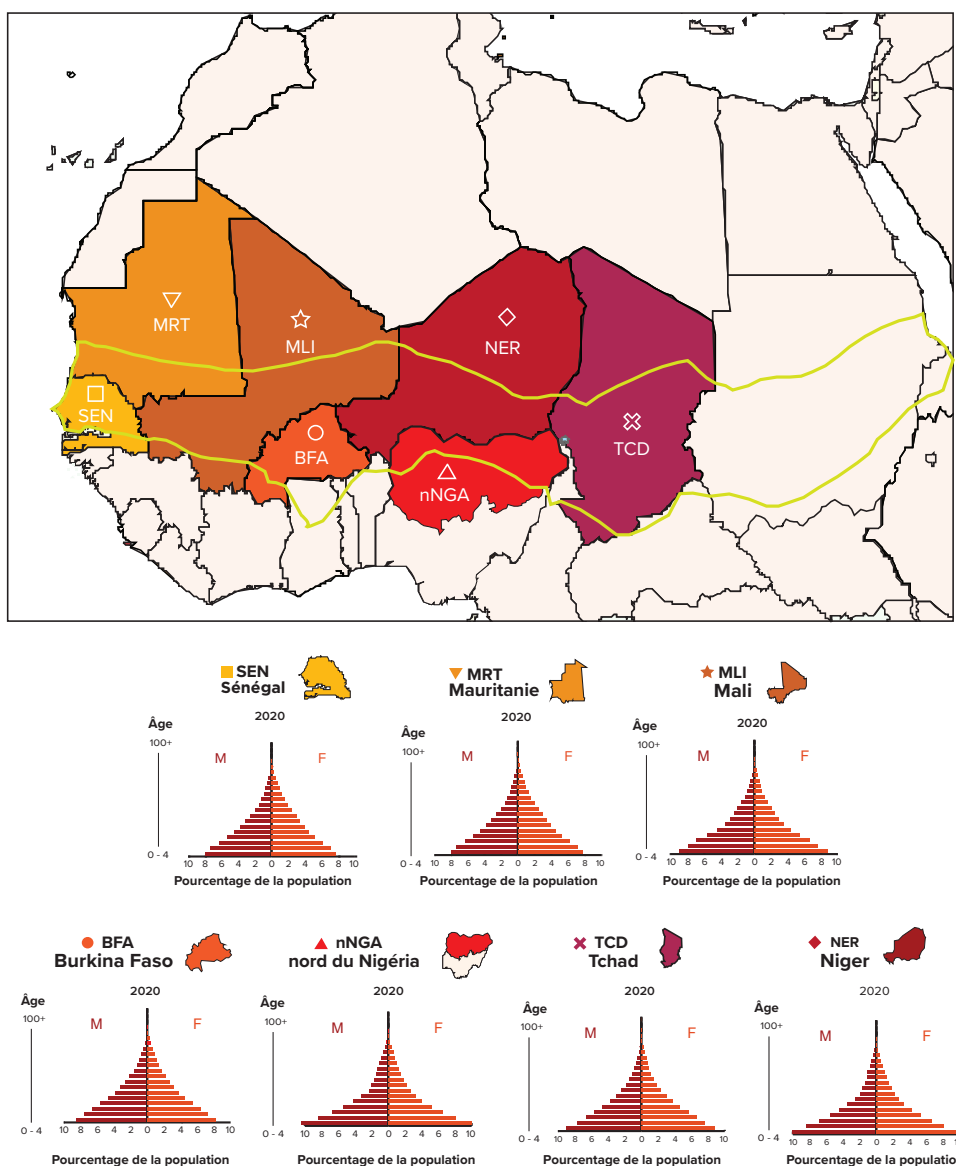 MRT
MLI
NER
SEN
BFA
nNGA
TCD
SEN
Sénégal
MRT
Mauritanie
MLI
Mali
2020
2020
2020
Âge
Âge
Âge
100+
100+
100+
M F
M F
M F
0 - 4
0 - 4
0 - 4
10 8 6 4 2 0 2 4 6 8 10
10 8 6 4 2 0 2 4 6 8 10
10 8 6 4 2 0 2 4 6 8 10
Pourcentage de la population
Pourcentage de la population
Pourcentage de la population
BFA
Burkina Faso
nNGA
nord du Nigéria
TCD
Tchad
NER
Niger
2020
2020
2020
2020
Âge
Âge
Âge
Âge
100+
100+
100+
100+
M F
M F
M F
M F
0 - 4
0 - 4
0 - 4
0 - 4
10 8 6 4 2 0 2 4 6 8 10
10 8 6 4 2 0 2 4 6 8 10
10 8 6 4 2 0 2 4 6 8 10
10 8 6 4 2 0 2 4 6 8 10
Pourcentage de la population
Pourcentage de la population
Pourcentage de la population
Pourcentage de la population